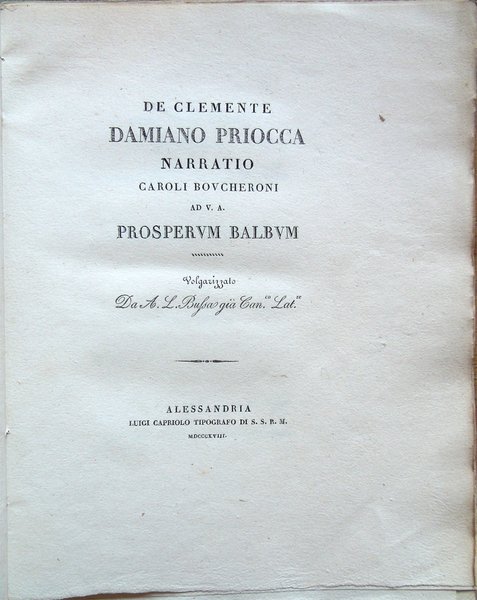 DE CLEMENTE
DAMIANO PRIOCCA
NARRATIO
CAROLI BOVCHERONI
AD V. A.
PROSPERVM BALBVM
Volgarizzato
Da A. L. Bußa già Can.co Lat.e
ALESSANDRIA
LUIGI CAPRIOLO TIPOGRAFO DI S. S. R. M.
MDCCCXVIII.